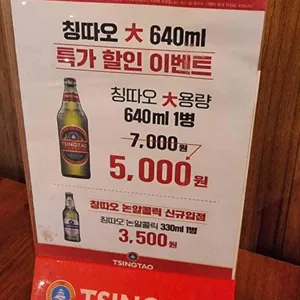 칭따오 大 640ml
특가 할인 이벤트
칭따오 大용량
640ml 1병
7,000원
5,000원
TSINGTAO
칭따오 논알콜릭 신규입점
칭따오 논알콜릭 330ml 1병
3,500원
TSINGTAO
TSINGTAO